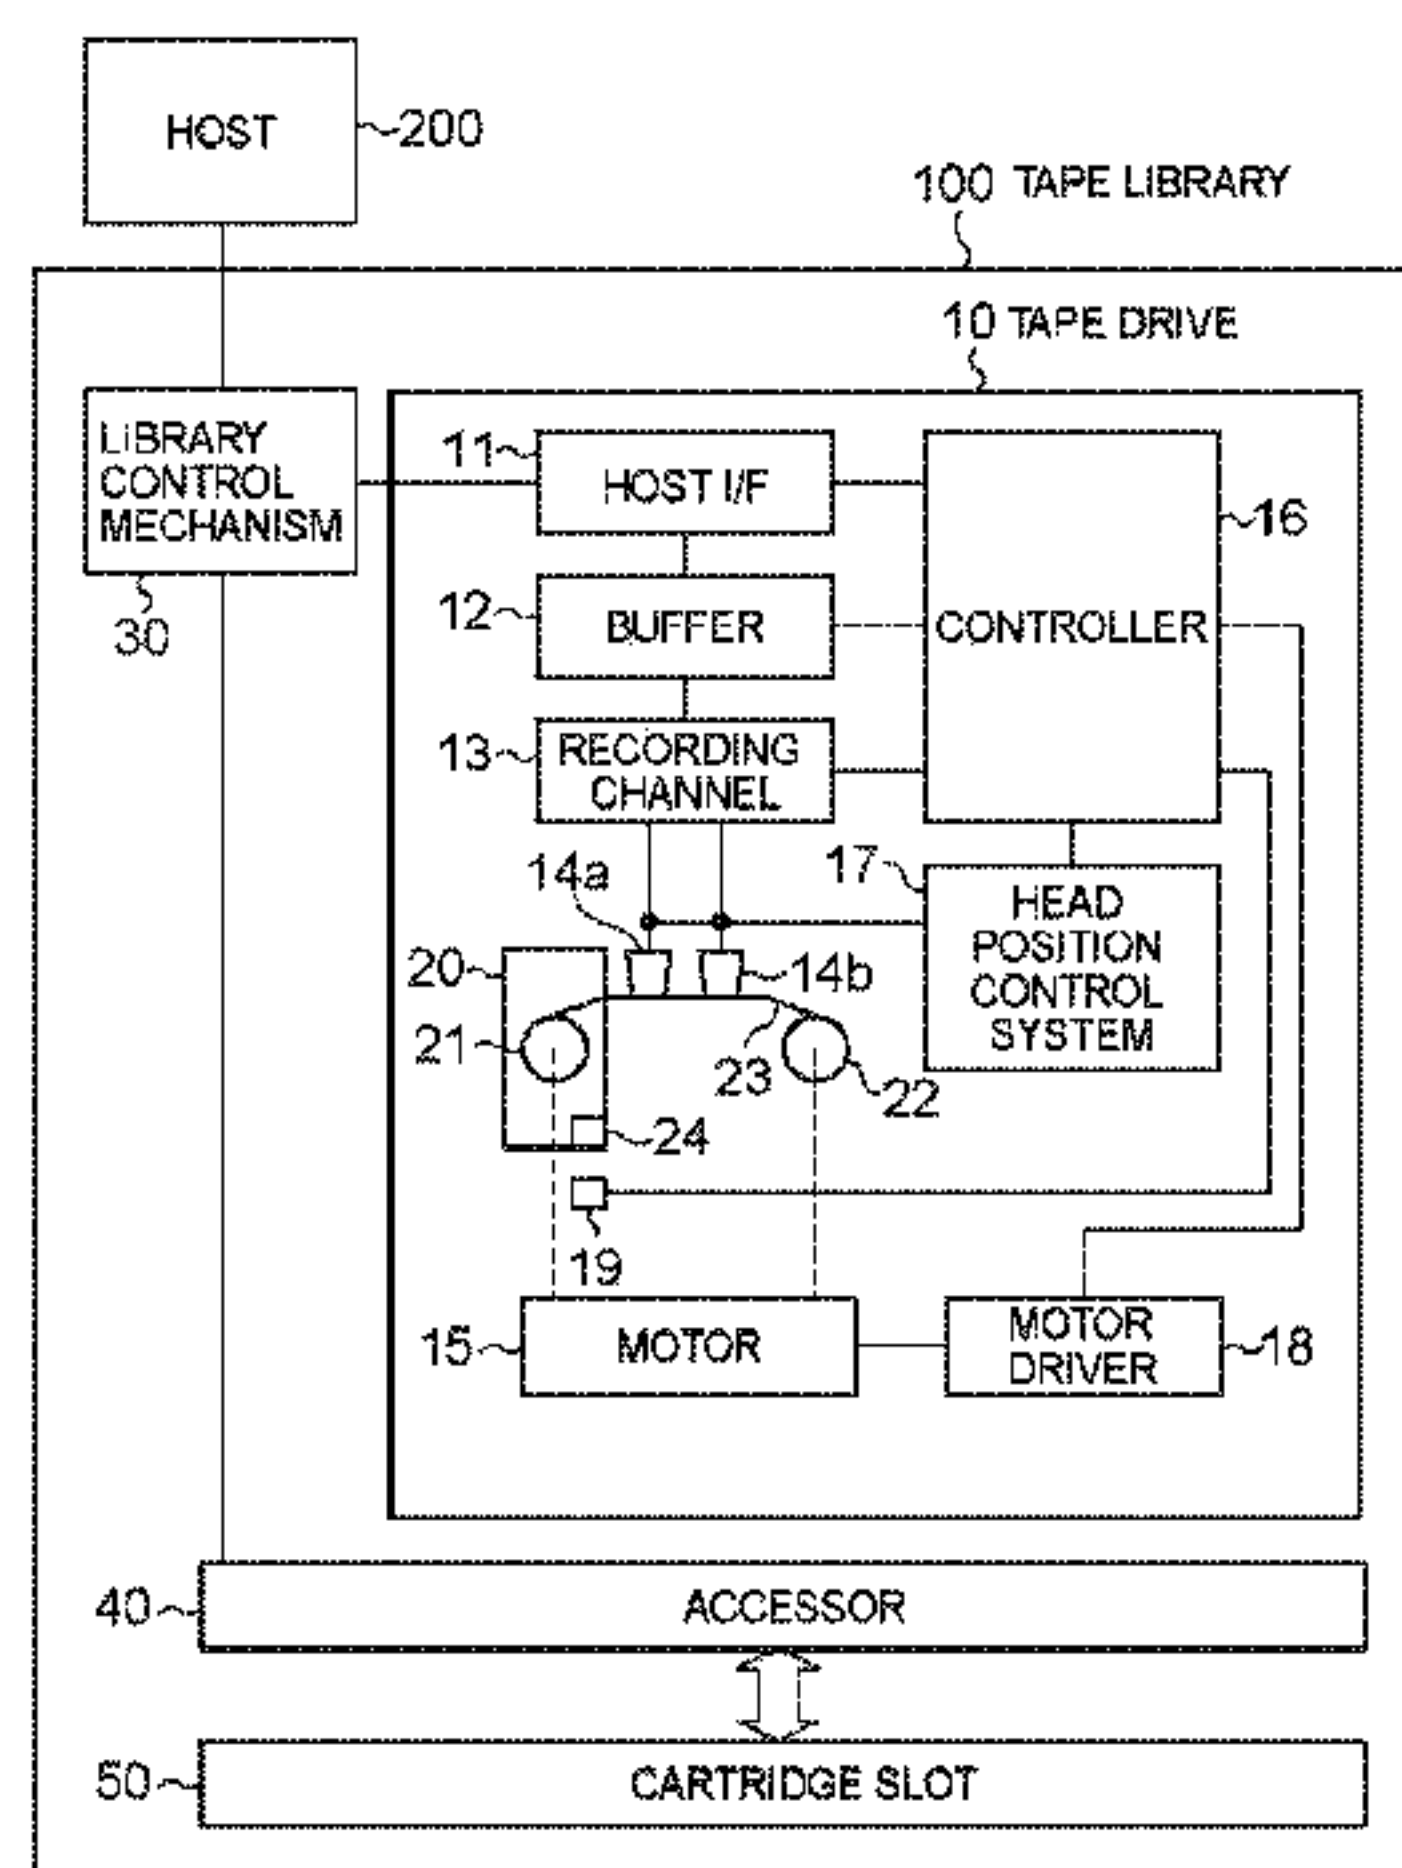 HOST
200
100 TAPE LIBRARY
10 TAPE DRIVE
LIBRARY
CONTROL
MECHANISM
30
11
HOST I/F
16
12
BUFFER
CONTROLLER
13
RECORDING
CHANNEL
14a
17
HEAD
POSITION
CONTROL
SYSTEM
20
14b
21
23
22
24
19
15
MOTOR
MOTOR
DRIVER
18
40
ACCESSOR
50
CARTRIDGE SLOT